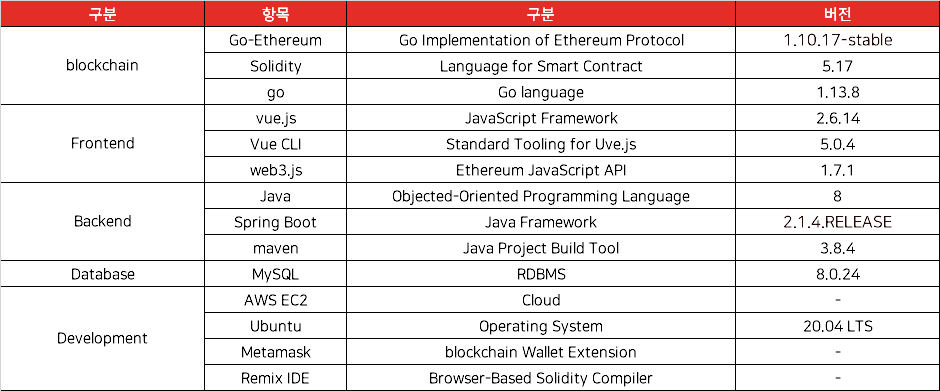 구분 항목 구분 버전
blockchain Go-Ethereum Go Implementation of Ethereum Protocol 1.10.17-stable
Solidity Language for Smart Contract 5.17
go Go language 1.13.8
Frontend vue.js JavaScript Framework 2.6.14
Vue CLI Standard Tooling for Uve.js 5.0.4
web3.js Ethereum JavaScript API 1.7.1
Backend Java Objected-Oriented Programming Language 8
Spring Boot Java Framework 2.1.4.RELEASE
maven Java Project Build Tool 3.8.4
Database MySQL RDBMS 8.0.24
Development AWS EC2 Cloud -
Ubuntu Operating System 20.04 LTS
Metamask blockchain Wallet Extension -
Remix IDE Browser-Based Solidity Compiler -